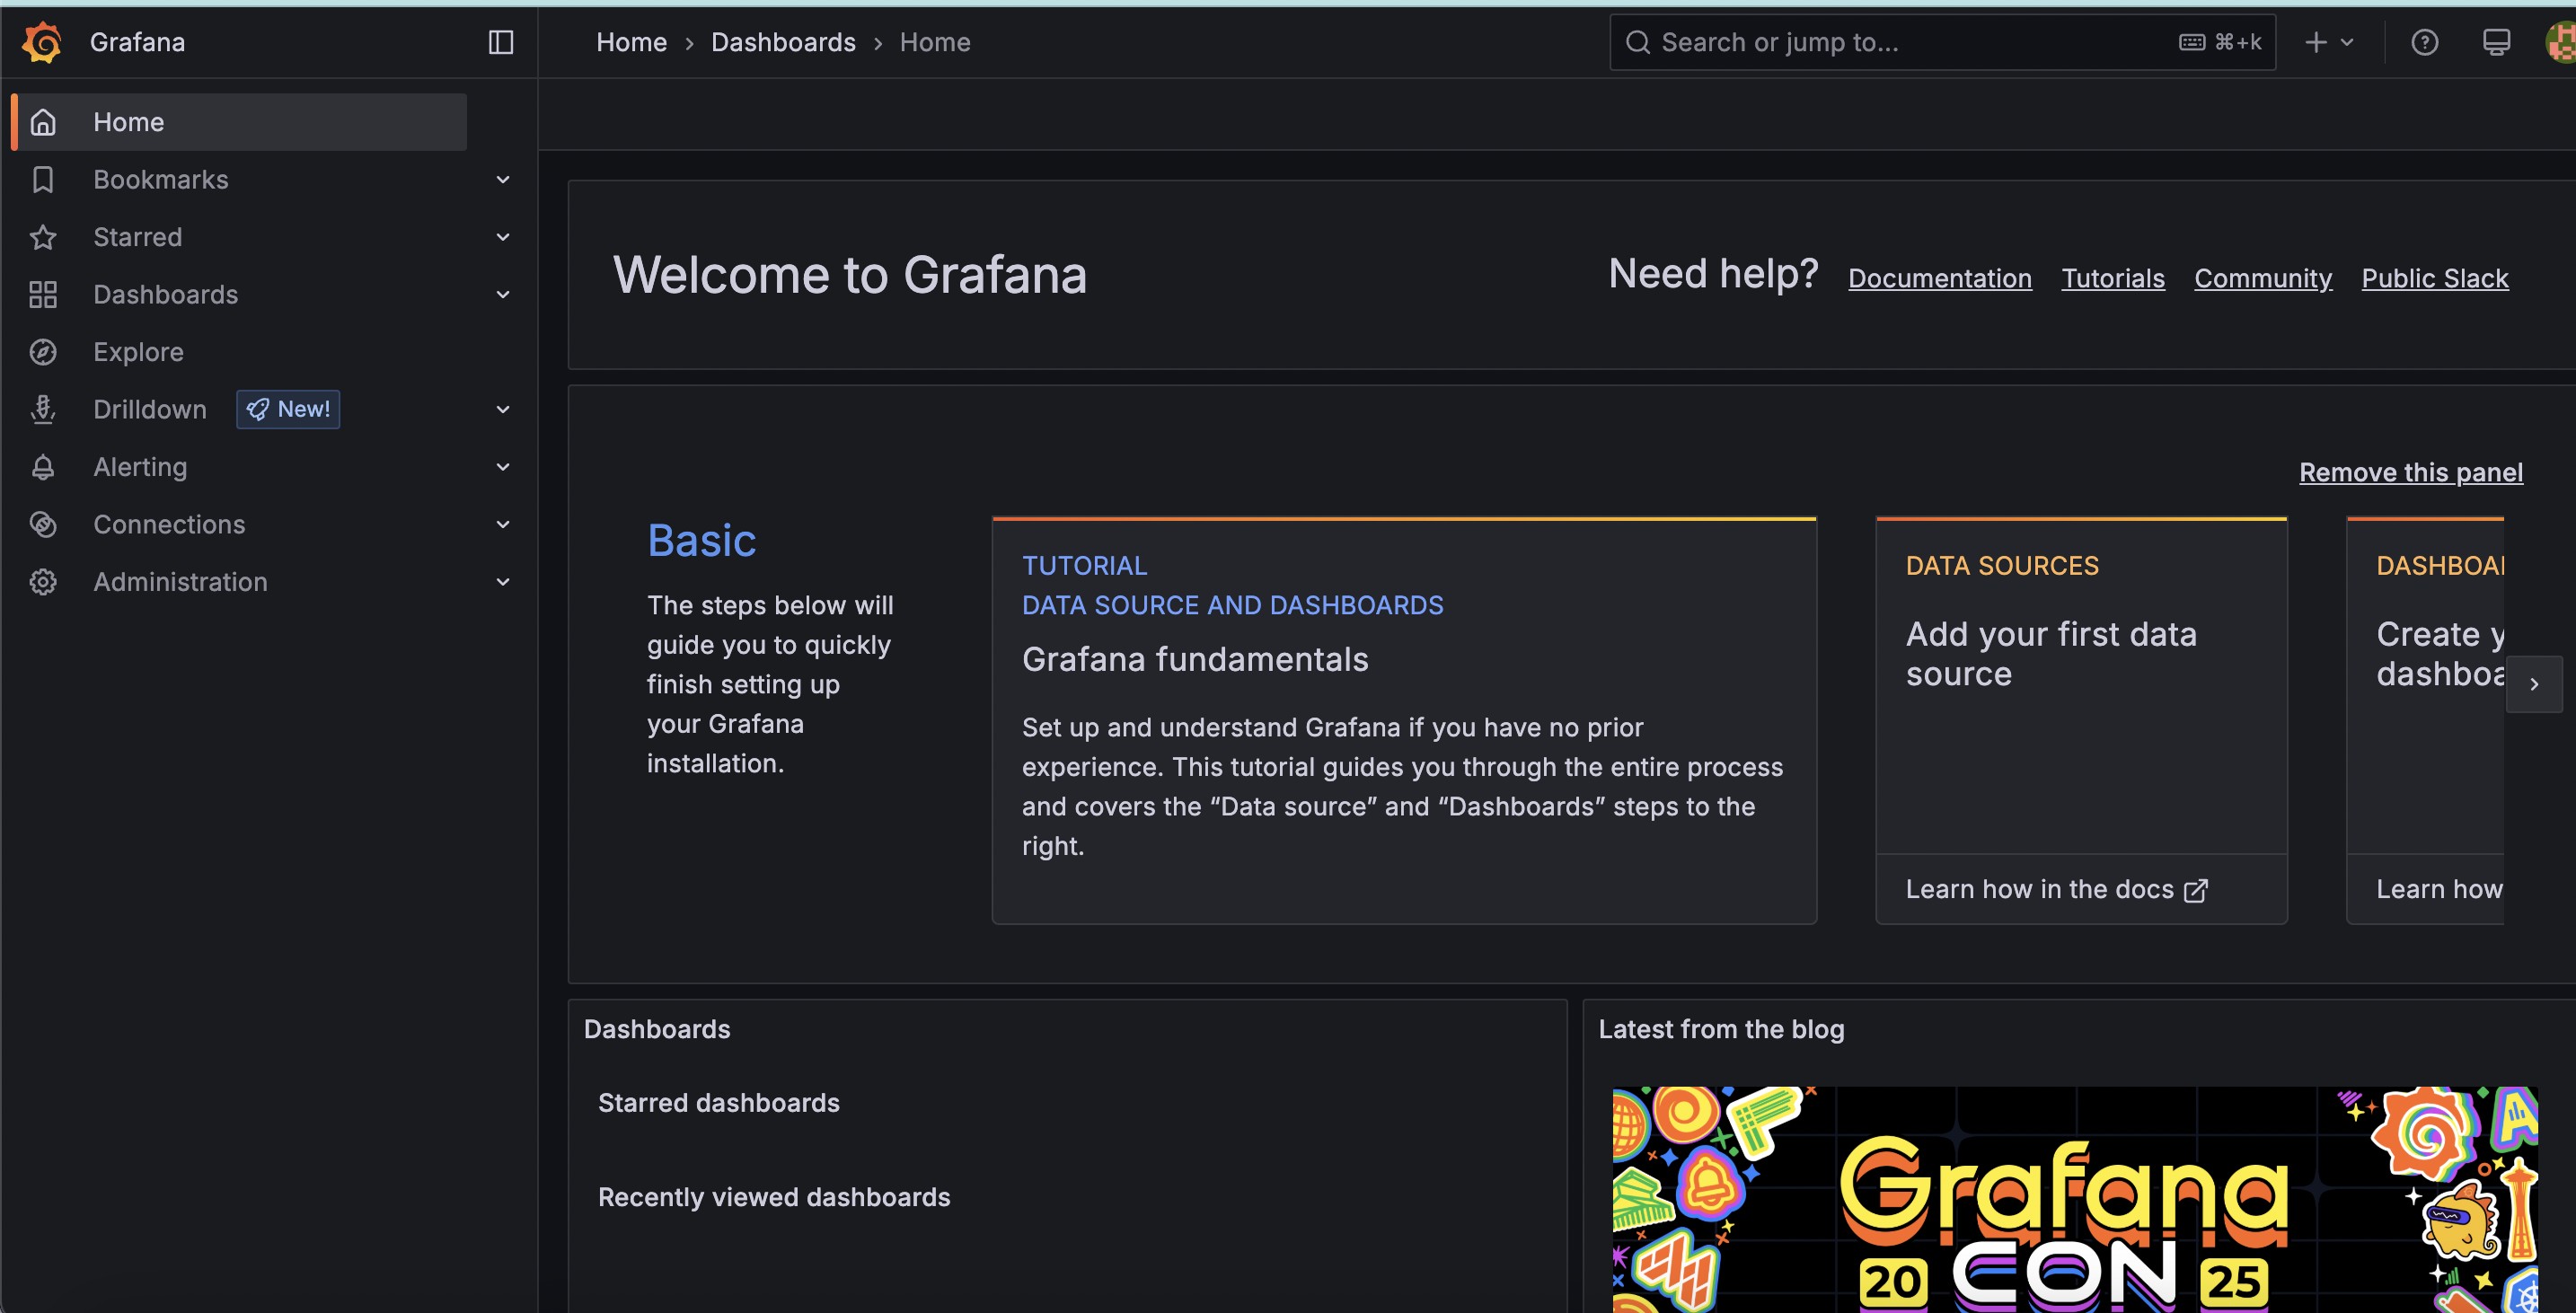 Grafana
Home › Dashboards › Home
Search or jump to...
⌘+k
Home
Bookmarks
Starred
Dashboards
Explore
Drilldown
New!
Alerting
Connections
Administration
Welcome to Grafana
Need help?
Documentation
Tutorials
Community
Public Slack
Remove this panel
Basic
The steps below will
guide you to quickly
finish setting up
your Grafana
installation.
TUTORIAL
DATA SOURCE AND DASHBOARDS
Grafana fundamentals
Set up and understand Grafana if you have no prior
experience. This tutorial guides you through the entire process
and covers the “Data source” and “Dashboards” steps to the
right.
DATA SOURCES
Add your first data
source
Learn how in the docs
Create
Learn how
Dashboards
Starred dashboards
Recently viewed dashboards
Latest from the blog
Grafana
20 CON 25